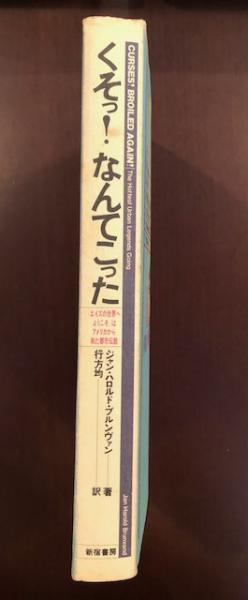 CURSES! BROILED AGAIN! The Hottest Urban Legends Going
Jan Harold Brunvand
くそっ!なんてこった
「エイズの世界へ
ようこそ」は
アメリカから
来た都市伝説
ジャン・ハロルド・ブルンヴァン 著
行方均 訳
新宿書房